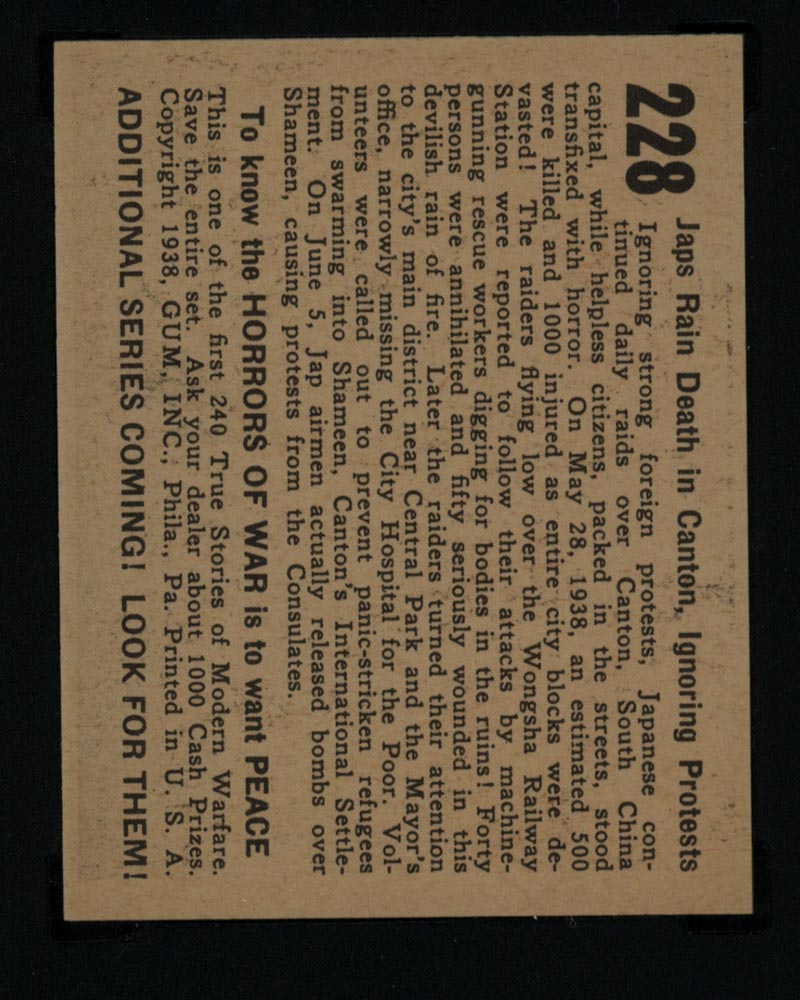 228 Japs Rain Death in Canton, Ignoring Protests
Ignoring strong foreign protests, Japanese con-
tinued daily raids over Canton, South China
capital, while helpless citizens, packed in the streets, stood
transfixed with horror. On May 28, 1938, an estimated 500
were killed and 1000 injured as entire city blocks were de-
vasted! The raiders flying low over the Wongsha Railway
Station were reported to follow their attacks by machine-
gunning rescue workers digging for bodies in the ruins! Forty
persons were annihilated and fifty seriously wounded in this
devilish rain of fire. Later the raiders turned their attention
to the city's main district near Central Park and the Mayor's
office, narrowly missing the City Hospital for the Poor. Vol-
unteers were called out to prevent panic-stricken refugees
from swarming into Shameen, Canton's International Settle-
ment. On June 5, Jap airmen actually released bombs over
Shameen, causing protests from the Consulates.
To know the HORRORS OF WAR is to want PEACE
This is one of the first 240 True Stories of Modern Warfare.
Save the entire set. Ask your dealer about 1000 Cash Prizes.
Copyright 1938, GUM, INC., Phila., Pa. Printed in U. S. A.
ADDITIONAL SERIES COMING! LOOK FOR THEM!